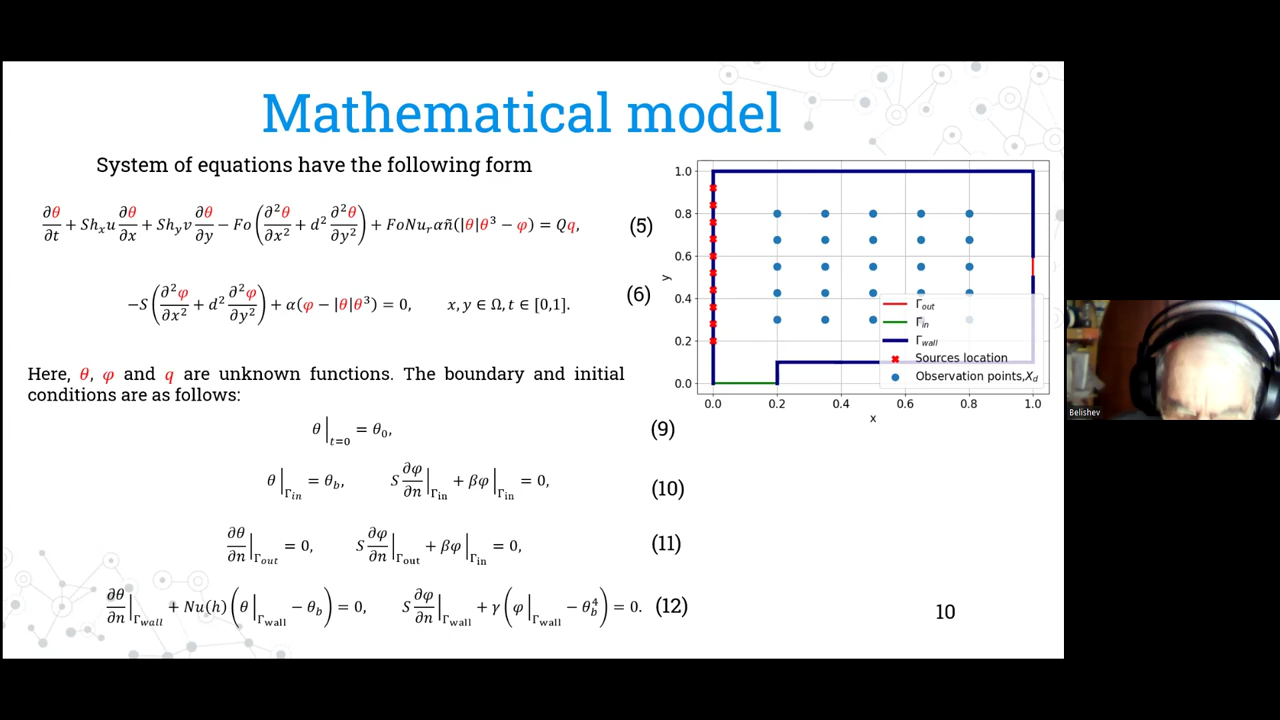 Mathematical model
System of equations have the following form
∂θ/∂t + Sh_x u ∂θ/∂x + Sh_y v ∂θ/∂y − Fo(∂²θ/∂x² + d² ∂²θ/∂y²) + FoNu_r αñ(|θ|θ³ − φ) = Qq, (5)
−S(∂²φ/∂x² + d² ∂²φ/∂y²) + α(φ − |θ|θ³) = 0, x, y ∈ Ω, t ∈ [0,1]. (6)
Here, θ, φ and q are unknown functions. The boundary and initial
conditions are as follows:
θ|_{t=0} = θ₀, (9)
θ|_{Γ_in} = θ_b, S ∂φ/∂n|_{Γ_in} + βφ|_{Γ_in} = 0, (10)
∂θ/∂n|_{Γ_out} = 0, S ∂φ/∂n|_{Γ_out} + βφ|_{Γ_in} = 0, (11)
∂θ/∂n|_{Γ_wall} + Nu(h)(θ|_{Γ_wall} − θ_b) = 0, S ∂φ/∂n|_{Γ_wall} + γ(φ|_{Γ_wall} − θ_b⁴) = 0. (12)
1.0
0.8
0.6
0.4
0.2
0.0
y
0.0 0.2 0.4 0.6 0.8 1.0
x
Γ_out
Γ_in
Γ_wall
Sources location
Observation points,X_d
10
Belishev